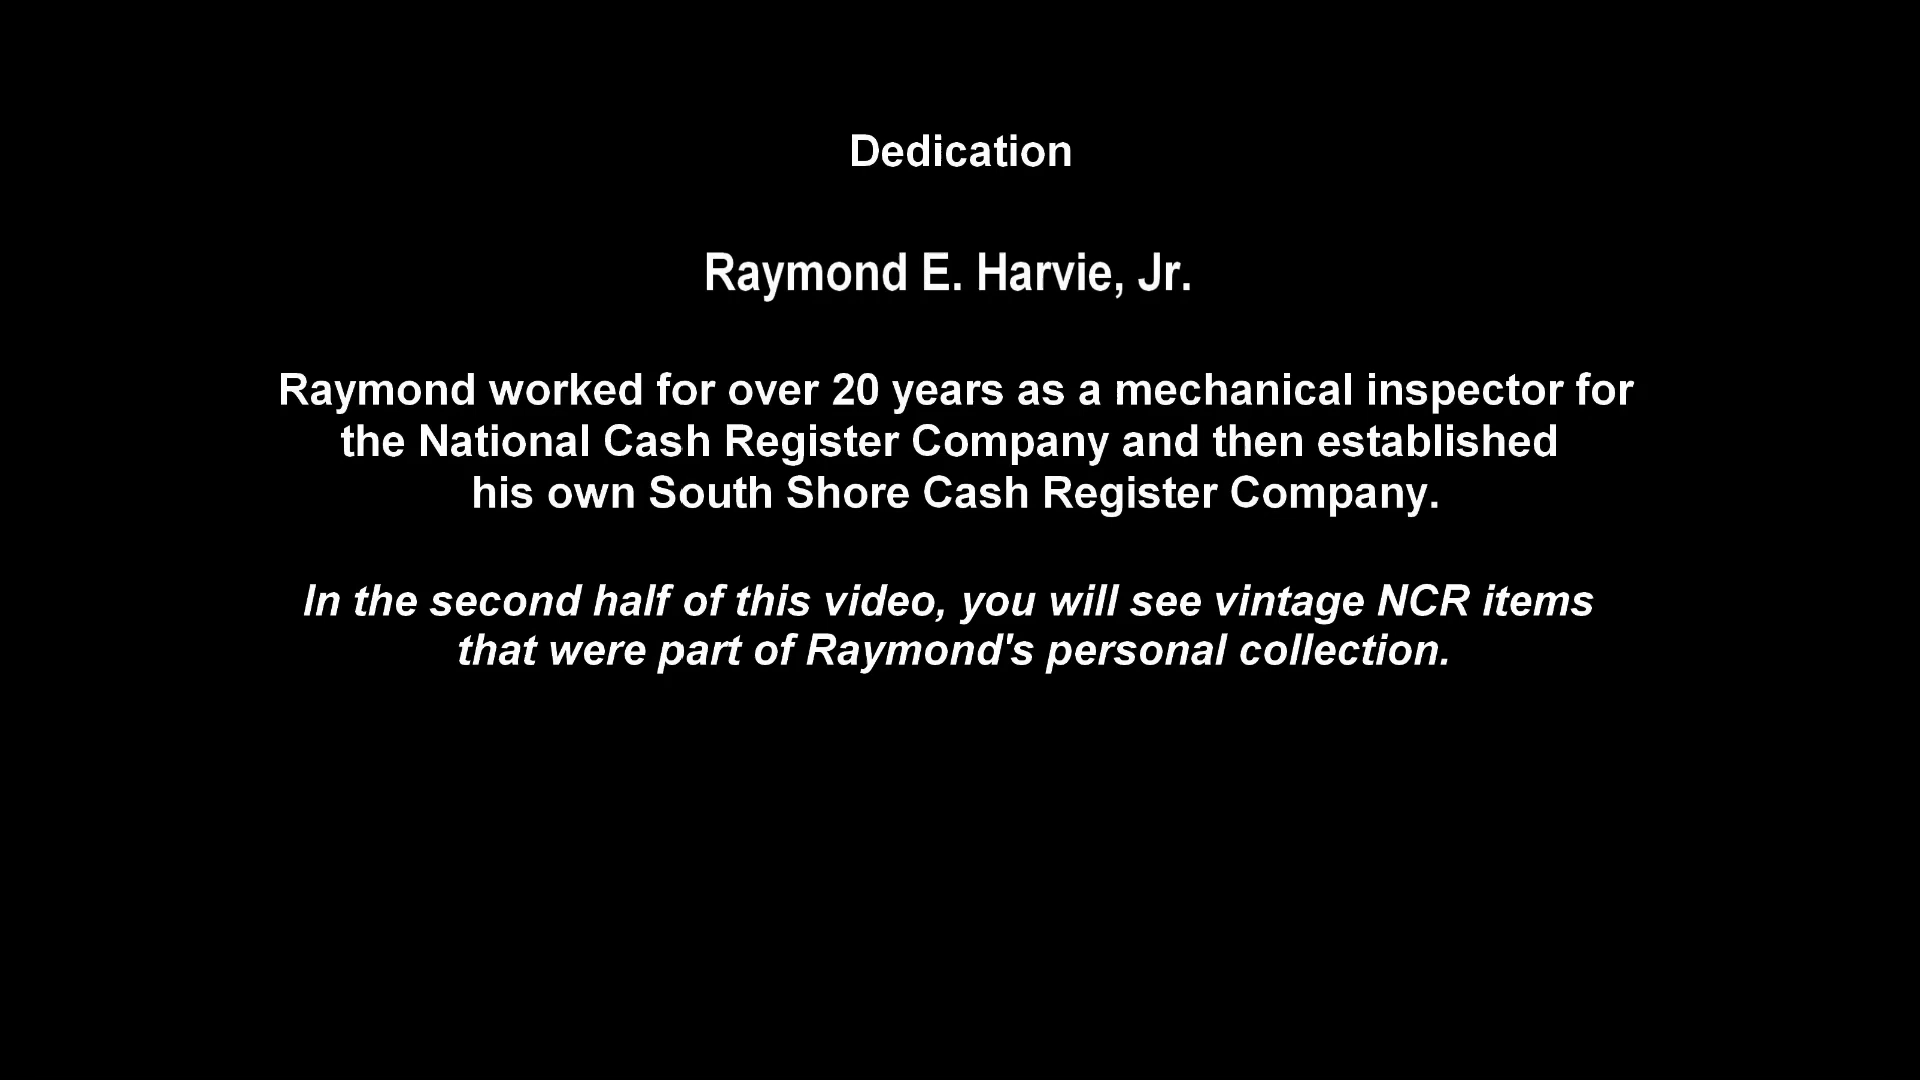 Dedication
Raymond E. Harvie, Jr.
Raymond worked for over 20 years as a mechanical inspector for
the National Cash Register Company and then established
his own South Shore Cash Register Company.
In the second half of this video, you will see vintage NCR items
that were part of Raymond's personal collection.